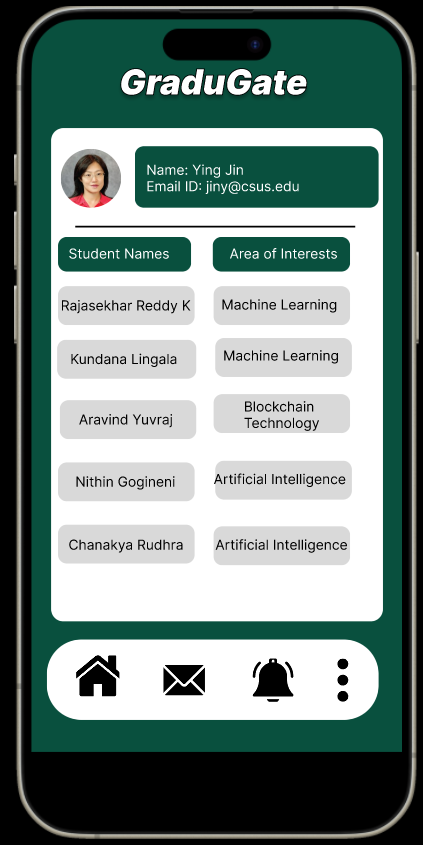 GraduGate
Name: Ying Jin
Email ID: jiny@csus.edu
Student Names
Area of Interests
Rajasekhar Reddy K
Machine Learning
Kundana Lingala
Machine Learning
Aravind Yuvraj
Blockchain
Technology
Nithin Gogineni
Artificial Intelligence
Chanakya Rudhra
Artificial Intelligence